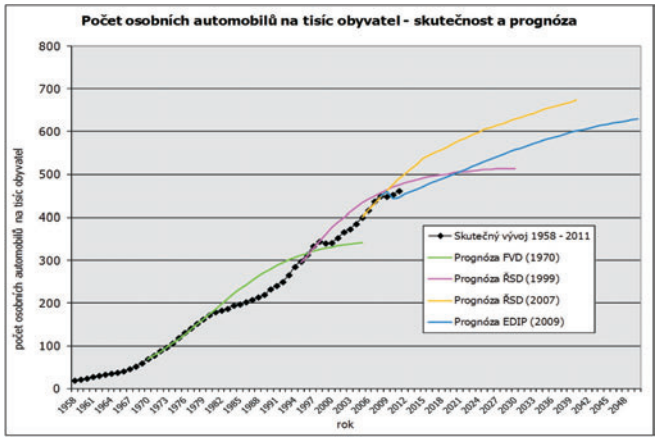 Počet osobních automobilů na tisíc obyvatel - skutečnost a prognóza
počet osobních automobilů na tisíc obyvatel
800
700
600
500
400
300
200
100
0
Skutečný vývoj 1958 - 2011
Prognóza FVD (1970)
Prognóza ŘSD (1999)
Prognóza ŘSD (2007)
Prognóza EDIP (2009)
1958 1961 1964 1967 1970 1973 1976 1979 1982 1985 1988 1991 1994 1997 2000 2003 2006 2009 2012 2015 2018 2021 2024 2027 2030 2033 2036 2039 2042 2045 2048
rok